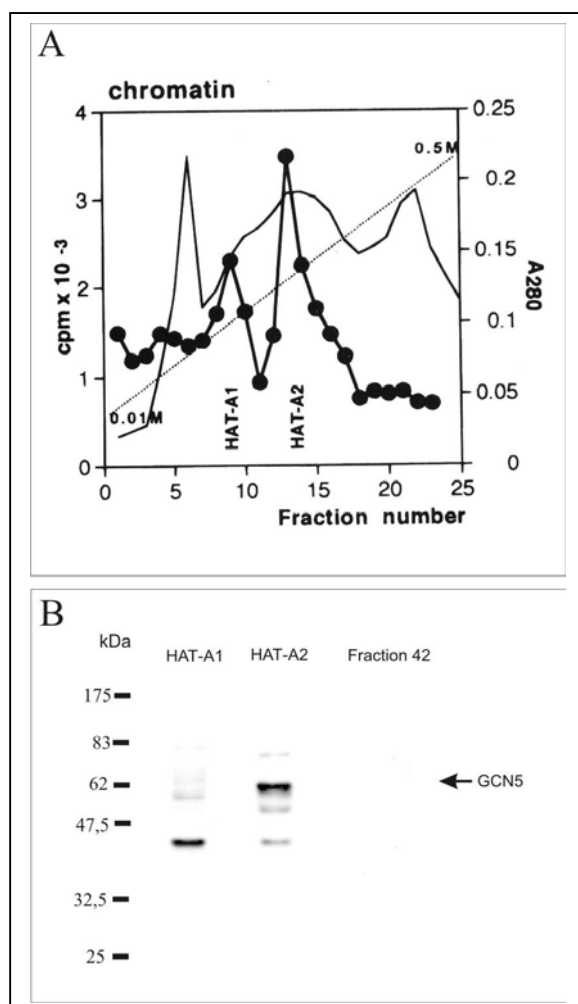 A
chromatin
4
3
2
1
0
cpm x 10 -3
0.25
0.2
0.15
0.1
0.05
0
A280
0.5M
0.01M
HAT-A1
HAT-A2
0 5 10 15 20 25
Fraction number
B
kDa HAT-A1 HAT-A2 Fraction 42
175
83
62 GCN5
47,5
32,5
25